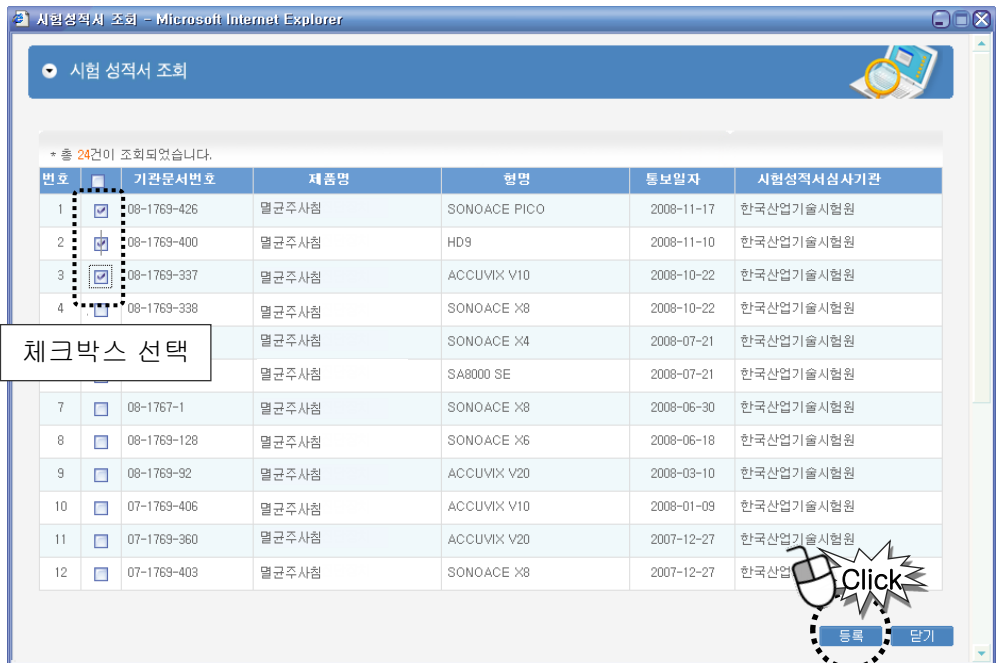 시험성적서 조회 - Microsoft Internet Explorer
시험 성적서 조회
* 총 24건이 조회되었습니다.
번호 기관문서번호 제품명 형명 통보일자 시험성적서심사기관
1 08-1769-426 멸균주사침 SONOACE PICO 2008-11-17 한국산업기술시험원
2 08-1769-400 멸균주사침 HD9 2008-11-10 한국산업기술시험원
3 08-1769-337 멸균주사침 ACCUVIX V10 2008-10-22 한국산업기술시험원
4 08-1769-338 멸균주사침 SONOACE X8 2008-10-22 한국산업기술시험원
체크박스 선택
멸균주사침 SONOACE X4 2008-07-21 한국산업기술시험원
멸균주사침 SA8000 SE 2008-07-21 한국산업기술시험원
7 08-1767-1 멸균주사침 SONOACE X8 2008-06-30 한국산업기술시험원
8 08-1769-128 멸균주사침 SONOACE X6 2008-06-18 한국산업기술시험원
9 08-1769-92 멸균주사침 ACCUVIX V20 2008-03-10 한국산업기술시험원
10 07-1769-406 멸균주사침 ACCUVIX V10 2008-01-09 한국산업기술시험원
11 07-1769-360 멸균주사침 ACCUVIX V20 2007-12-27 한국산업기술시험원
12 07-1769-403 멸균주사침 SONOACE X8 2007-12-27 한국산업
Click
등록 닫기